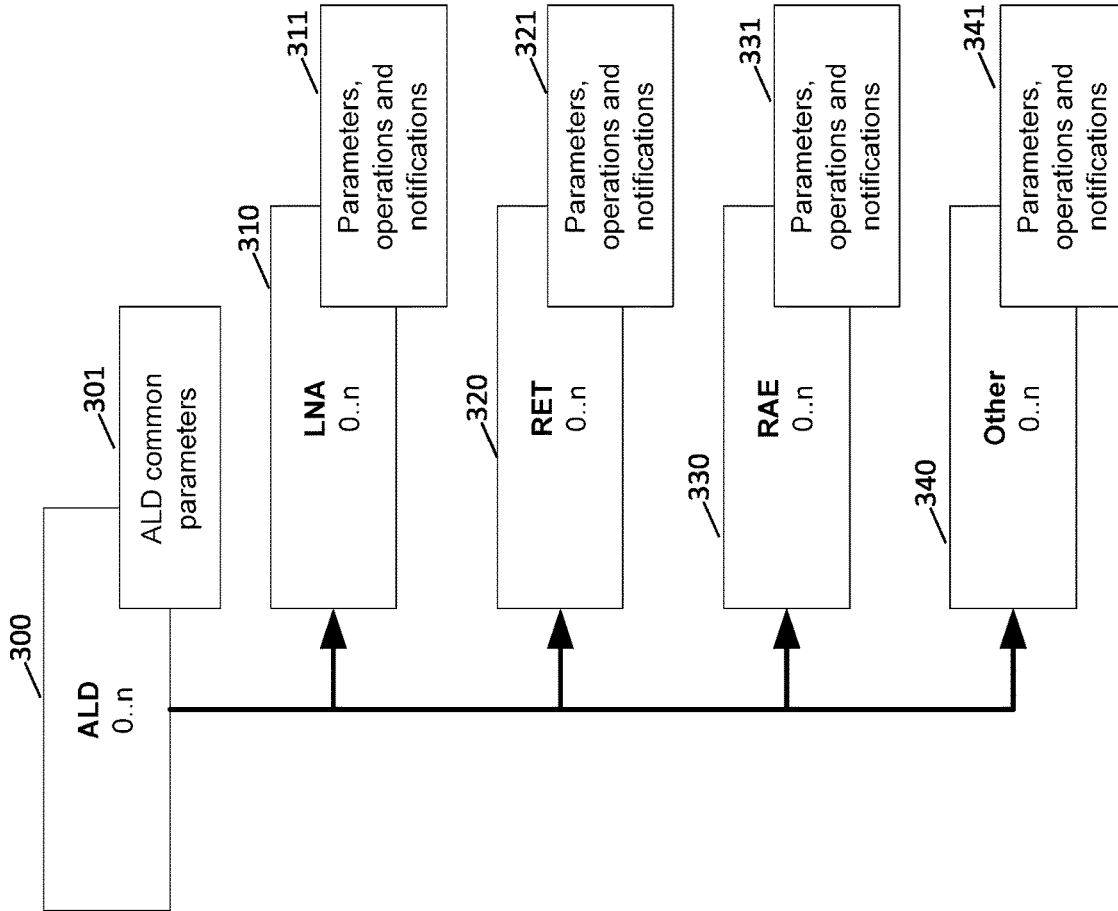 300
ALD
0..n
301
ALD common
parameters
310
LNA
0..n
311
Parameters,
operations and
notifications
320
RET
0..n
321
Parameters,
operations and
notifications
330
RAE
0..n
331
Parameters,
operations and
notifications
340
Other
0..n
341
Parameters,
operations and
notifications